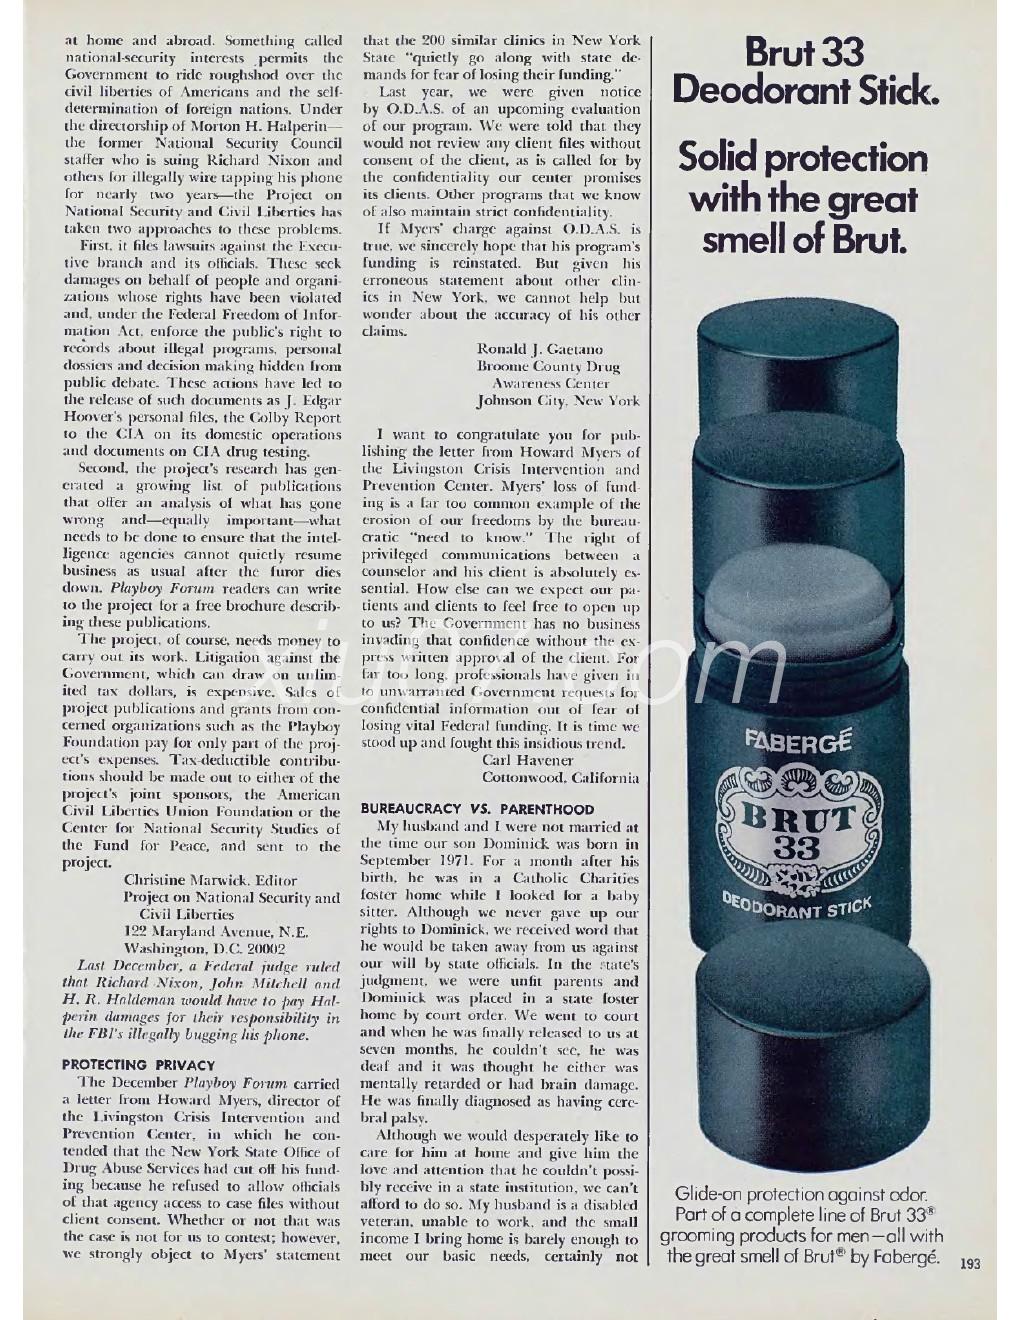 at home and abroad. Something called
national-security interests permits the
Government to ride roughshod over the
civil liberties of Americans and the self-
determination of foreign nations. Under
the directorship of Morton H. Halperin—
the former National Security Council
staffer who is suing Richard Nixon and
others for illegally wire tapping his phone
for nearly two years—the Project on
National Security and Civil Liberties has
taken two approaches to these problems.
First, it files lawsuits against the Execu-
tive branch and its officials. These seek
damages on behalf of people and organi-
zations whose rights have been violated
and, under the Federal Freedom of Infor-
mation Act, enforce the public's right to
records about illegal programs, personal
dossiers and decision making hidden from
public debate. These actions have led to
the release of such documents as J. Edgar
Hoover's personal files, the Colby Report
to the CIA on its domestic operations
and documents on CIA drug testing.
Second, the project's research has gen-
erated a growing list of publications
that offer an analysis of what has gone
wrong and—equally important—what
needs to be done to ensure that the intel-
ligence agencies cannot quietly resume
business as usual after the furor dies
down. Playboy Forum readers can write
to the project for a free brochure describ-
ing these publications.
The project, of course, needs money to
carry out its work. Litigation against the
Government, which can draw on unlim-
ited tax dollars, is expensive. Sales of
project publications and grants from con-
cerned organizations such as the Playboy
Foundation pay for only part of the proj-
ect's expenses. Tax-deductible contribu-
tions should be made out to either of the
project's joint sponsors, the American
Civil Liberties Union Foundation or the
Center for National Security Studies of
the Fund for Peace, and sent to the
project.
Christine Marwick, Editor
Project on National Security and
Civil Liberties
122 Maryland Avenue, N.E.
Washington, D.C. 20002
Last December, a Federal judge ruled
that Richard Nixon, John Mitchell and
H. R. Haldeman would have to pay Hal-
perin damages for their responsibility in
the FBI's illegally bugging his phone.
PROTECTING PRIVACY
The December Playboy Forum carried
a letter from Howard Myers, director of
the Livingston Crisis Intervention and
Prevention Center, in which he con-
tended that the New York State Office of
Drug Abuse Services had cut off his fund-
ing because he refused to allow officials
of that agency access to case files without
client consent. Whether or not that was
the case is not for us to contest; however,
we strongly object to Myers' statement
that the 200 similar clinics in New York
State "quietly go along with state de-
mands for fear of losing their funding."
Last year, we were given notice
by O.D.A.S. of an upcoming evaluation
of our program. We were told that they
would not review any client files without
consent of the client, as is called for by
the confidentiality our center promises
its clients. Other programs that we know
of also maintain strict confidentiality.
If Myers' charge against O.D.A.S. is
true, we sincerely hope that his program's
funding is reinstated. But given his
erroneous statement about other clin-
ics in New York, we cannot help but
wonder about the accuracy of his other
claims.
Ronald J. Gaetano
Broome County Drug
Awareness Center
Johnson City, New York
I want to congratulate you for pub-
lishing the letter from Howard Myers of
the Livingston Crisis Intervention and
Prevention Center. Myers' loss of fund-
ing is a far too common example of the
erosion of our freedoms by the bureau-
cratic "need to know." The right of
privileged communications between a
counselor and his client is absolutely es-
sential. How else can we expect our pa-
tients and clients to feel free to open up
to us? The Government has no business
invading that confidence without the ex-
press written approval of the client. For
far too long, professionals have given in
to unwarranted Government requests for
confidential information out of fear of
losing vital Federal funding. It is time we
stood up and fought this insidious trend.
Carl Havener
Cottonwood, California
BUREAUCRACY VS. PARENTHOOD
My husband and I were not married at
the time our son Dominick was born in
September 1971. For a month after his
birth, he was in a Catholic Charities
foster home while I looked for a baby
sitter. Although we never gave up our
rights to Dominick, we received word that
he would be taken away from us against
our will by state officials. In the state's
judgment, we were unfit parents and
Dominick was placed in a state foster
home by court order. We went to court
and when he was finally released to us at
seven months, he couldn't see, he was
deaf and it was thought he either was
mentally retarded or had brain damage.
He was finally diagnosed as having cere-
bral palsy.
Although we would desperately like to
care for him at home and give him the
love and attention that he couldn't possi-
bly receive in a state institution, we can't
afford to do so. My husband is a disabled
veteran, unable to work, and the small
income I bring home is barely enough to
meet our basic needs, certainly not
Brut 33
Deodorant Stick.
Solid protection
with the great
smell of Brut.
FABERGÉ
BRUT
33
DEODORANT STICK
Glide-on protection against odor.
Part of a complete line of Brut 33®
grooming products for men—all with
the great smell of Brut® by Fabergé.
193